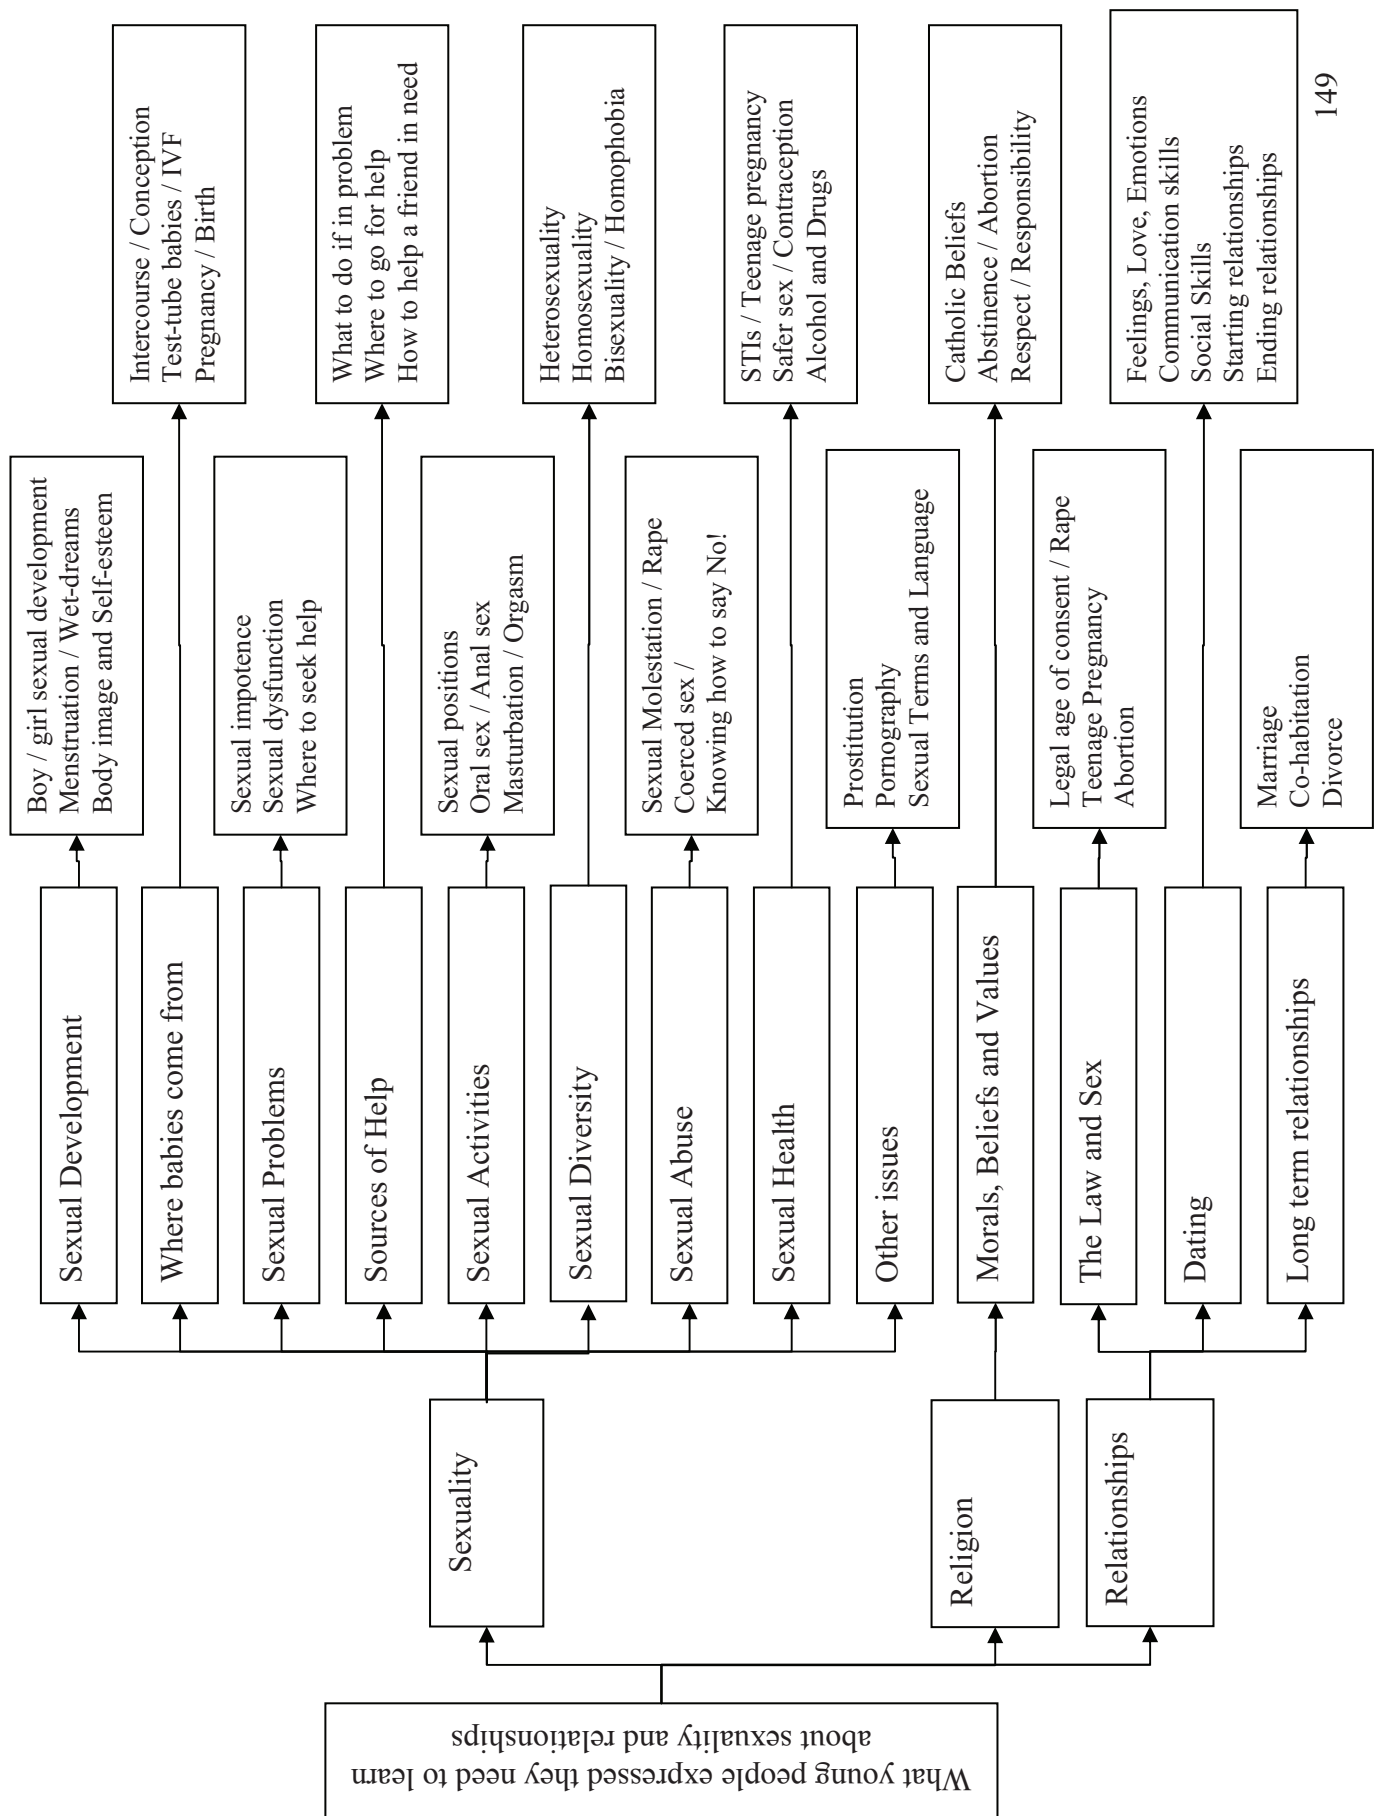 What young people expressed they need to learn
about sexuality and relationships
Sexuality
Religion
Relationships
Sexual Development
Where babies come from
Sexual Problems
Sources of Help
Sexual Activities
Sexual Diversity
Sexual Abuse
Sexual Health
Other issues
Morals, Beliefs and Values
The Law and Sex
Dating
Long term relationships
Boy / girl sexual development
Menstruation / Wet-dreams
Body image and Self-esteem
Intercourse / Conception
Test-tube babies / IVF
Pregnancy / Birth
Sexual impotence
Sexual dysfunction
Where to seek help
What to do if in problem
Where to go for help
How to help a friend in need
Sexual positions
Oral sex / Anal sex
Masturbation / Orgasm
Heterosexuality
Homosexuality
Bisexuality / Homophobia
Sexual Molestation / Rape
Coerced sex /
Knowing how to say No!
STIs / Teenage pregnancy
Safer sex / Contraception
Alcohol and Drugs
Prostitution
Pornography
Sexual Terms and Language
Catholic Beliefs
Abstinence / Abortion
Respect / Responsibility
Legal age of consent / Rape
Teenage Pregnancy
Abortion
Feelings, Love, Emotions
Communication skills
Social Skills
Starting relationships
Ending relationships
Marriage
Co-habitation
Divorce
149